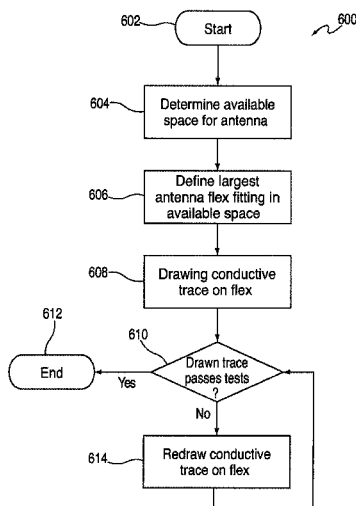 600
602
Start
604
Determine available
space for antenna
606
Define largest
antenna flex fitting in
available space
608
Drawing conductive
trace on flex
612
End
610
Drawn trace
passes tests
?
Yes
No
614
Redraw conductive
trace on flex